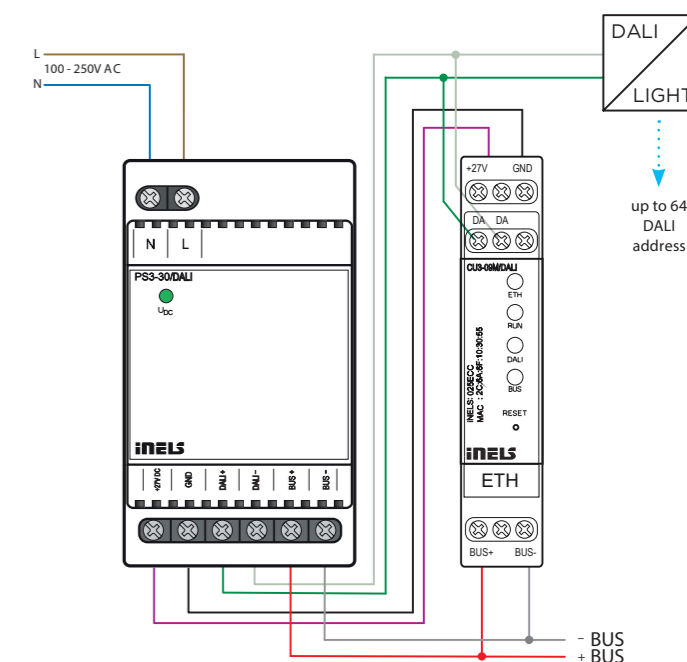 L
100 - 250V AC
N
DALI
LIGHT
up to 64
DALI
address
+27V GND
DA DA
N L
PS3-30/DALI
UDC
CU3-09M/DALI
ETH
RUN
DALI
BUS
RESET
INELS: 025ECC
MAC : 2C:6A:6F:10:30:65
iNELS
iNELS
ETH
+27V DC
GND
DALI +
DALI -
BUS +
BUS -
BUS+ BUS-
- BUS
+ BUS